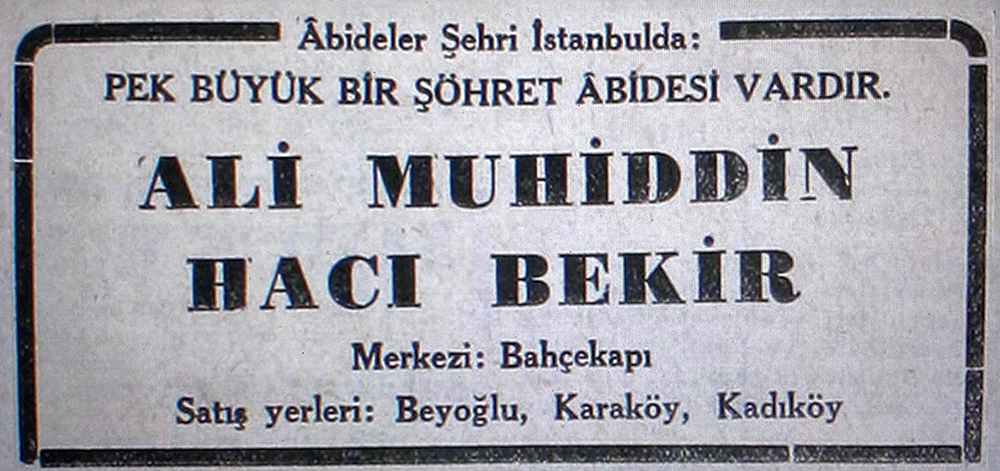 Âbideler Şehri İstanbulda:
PEK BÜYÜK BİR ŞÖHRET ÂBİDESİ VARDIR.
ALİ MUHİDDİN
HACI BEKİR
Merkezi: Bahçekapı
Satış yerleri: Beyoğlu, Karaköy, Kadıköy